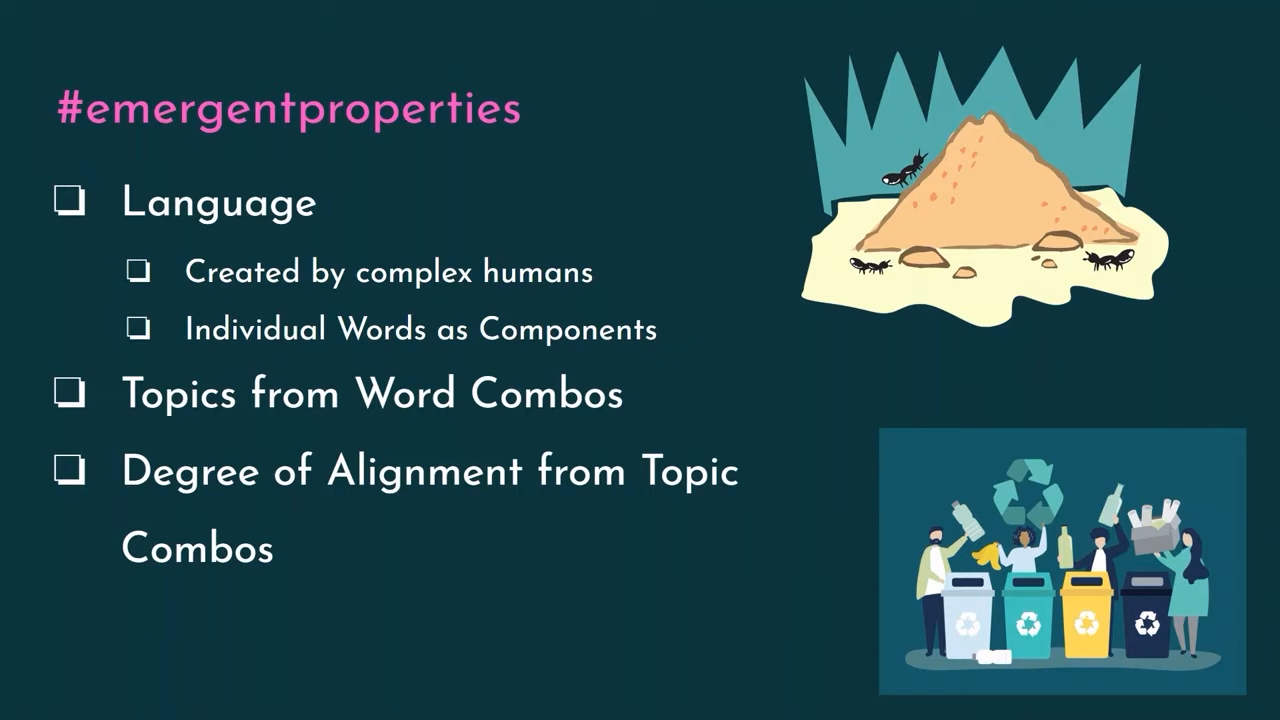 #emergentproperties
❏ Language
❏ Created by complex humans
❏ Individual Words as Components
❏ Topics from Word Combos
❏ Degree of Alignment from Topic
Combos